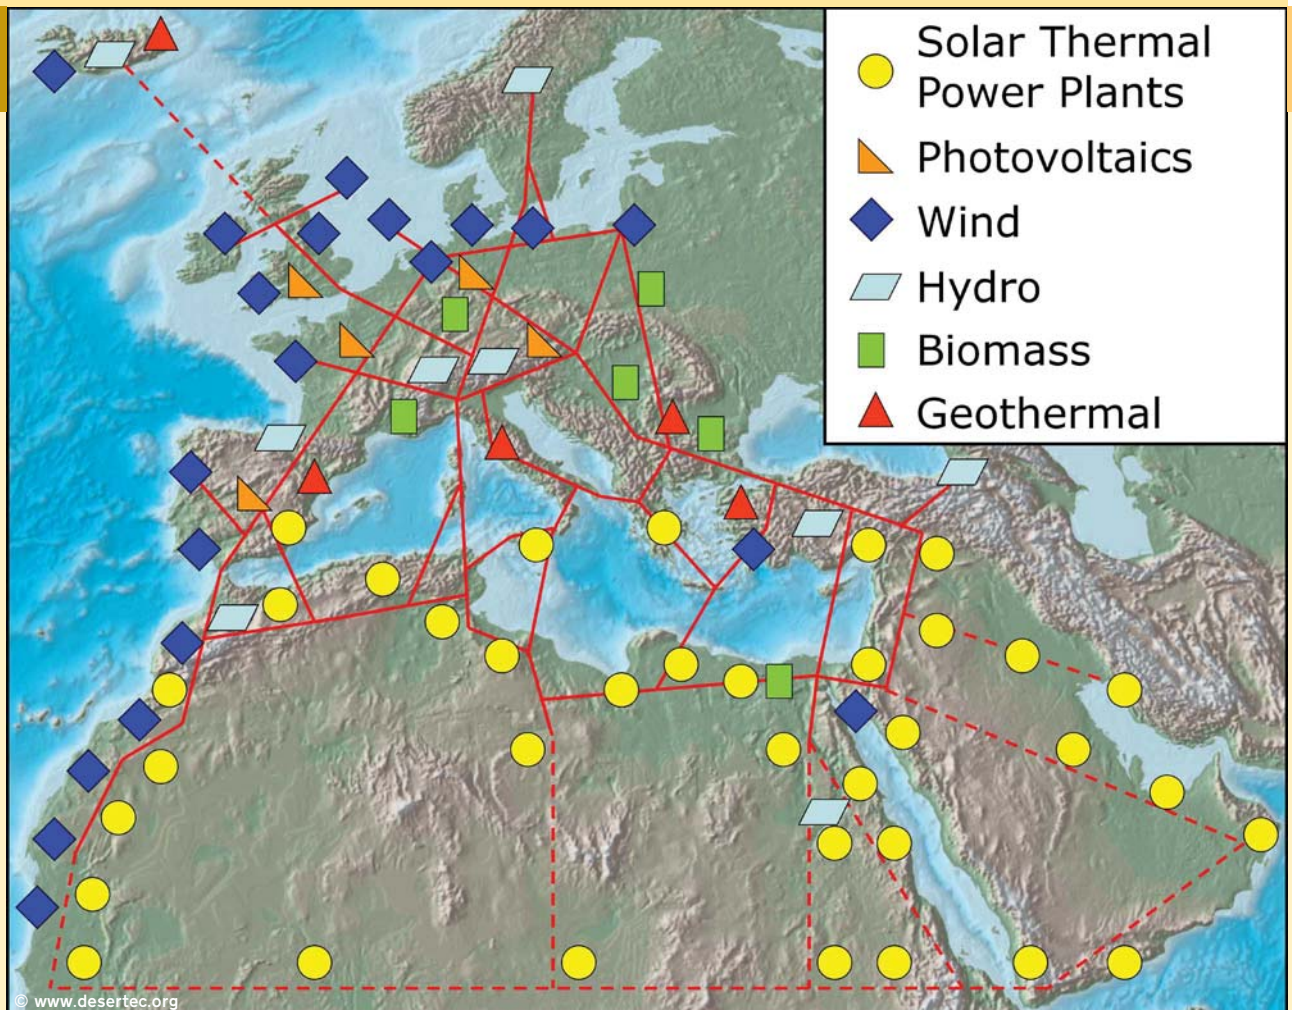 Solar Thermal
Power Plants
Photovoltaics
Wind
Hydro
Biomass
Geothermal
© www.desertec.org